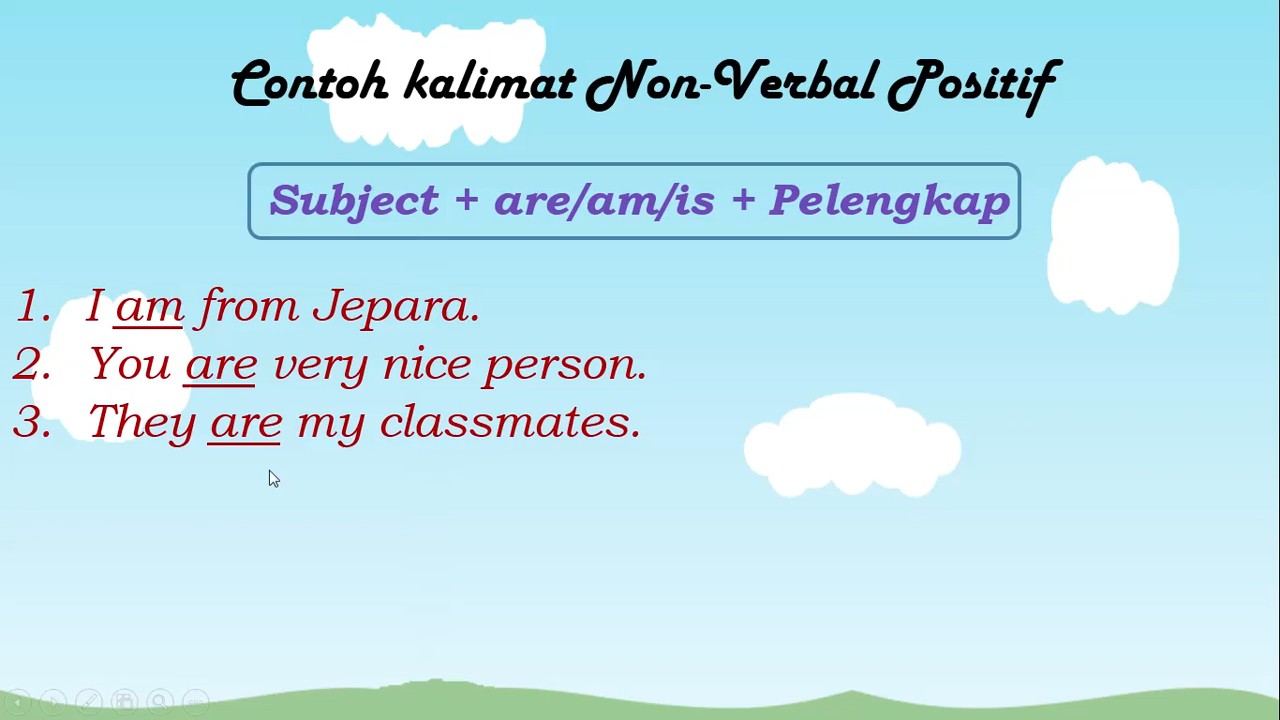 Contoh kalimat Non-Verbal Positif
Subject + are/am/is + Pelengkap
1. I am from Jepara.
2. You are very nice person.
3. They are my classmates.